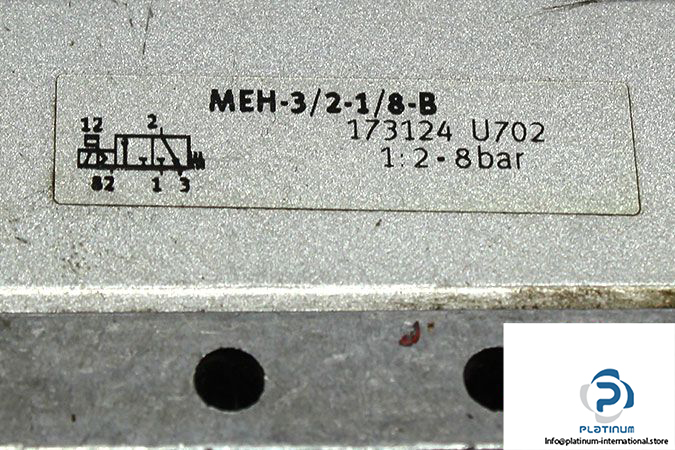 MEH-3/2-1/8-B
173124 U702
1: 2-8bar
12 2
82 1 3
PLATINUM
Info@platinum-international.store